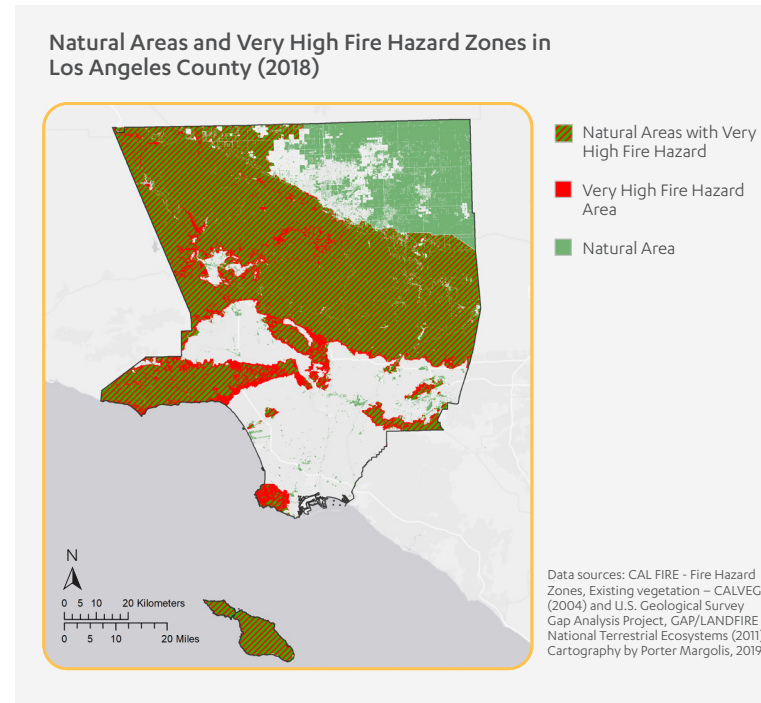 Natural Areas and Very High Fire Hazard Zones in
Los Angeles County (2018)
Natural Areas with Very
High Fire Hazard
Very High Fire Hazard
Area
Natural Area
N
0 5 10 20 Kilometers
0 5 10 20 Miles
Data sources: CAL FIRE - Fire Hazard
Zones, Existing vegetation – CALVEG
(2004) and U.S. Geological Survey
Gap Analysis Project, GAP/LANDFIRE
National Terrestrial Ecosystems (2011)
Cartography by Porter Margolis, 2019